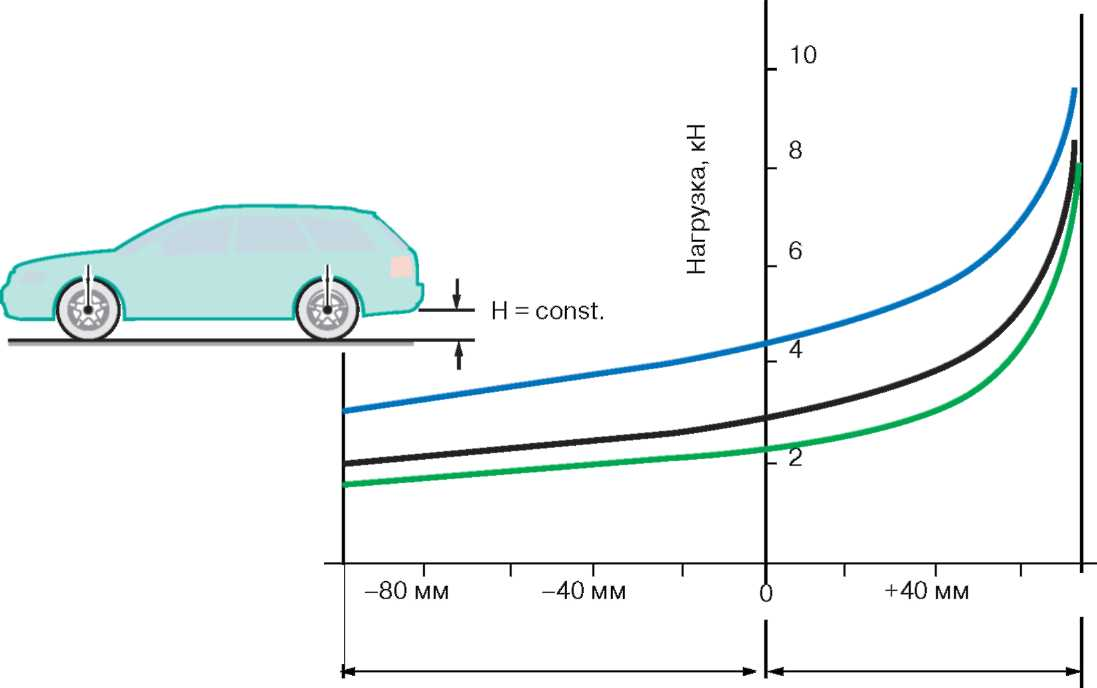 10
8
6
4
2
Нагрузка, кН
H = const.
–80 мм
–40 мм
0
+40 мм